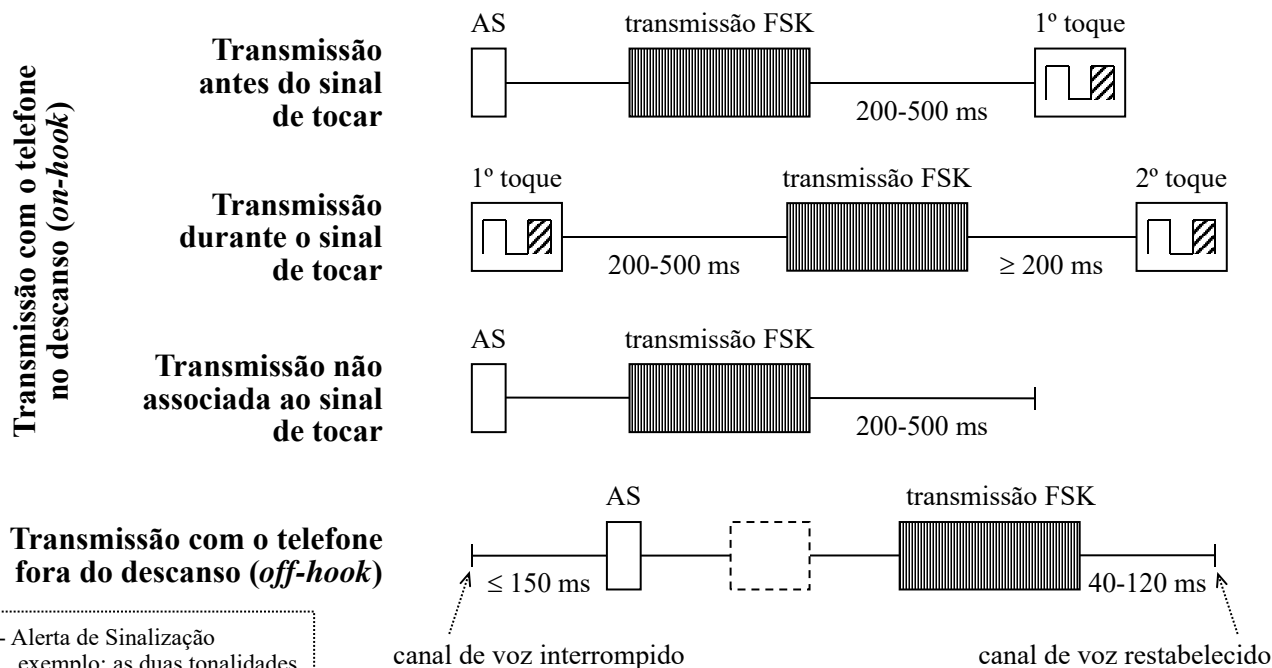 Transmissão com o telefone
no descanso (on-hook)
Transmissão
antes do sinal
de tocar
AS
transmissão FSK
1º toque
200-500 ms
Transmissão
durante o sinal
de tocar
1º toque
transmissão FSK
2º toque
200-500 ms
≥ 200 ms
Transmissão não
associada ao sinal
de tocar
AS
transmissão FSK
200-500 ms
Transmissão com o telefone
fora do descanso (off-hook)
AS
transmissão FSK
≤ 150 ms
40-120 ms
canal de voz interrompido
canal de voz restabelecido
- Alerta de Sinalização
exemplo: as duas tonalidades